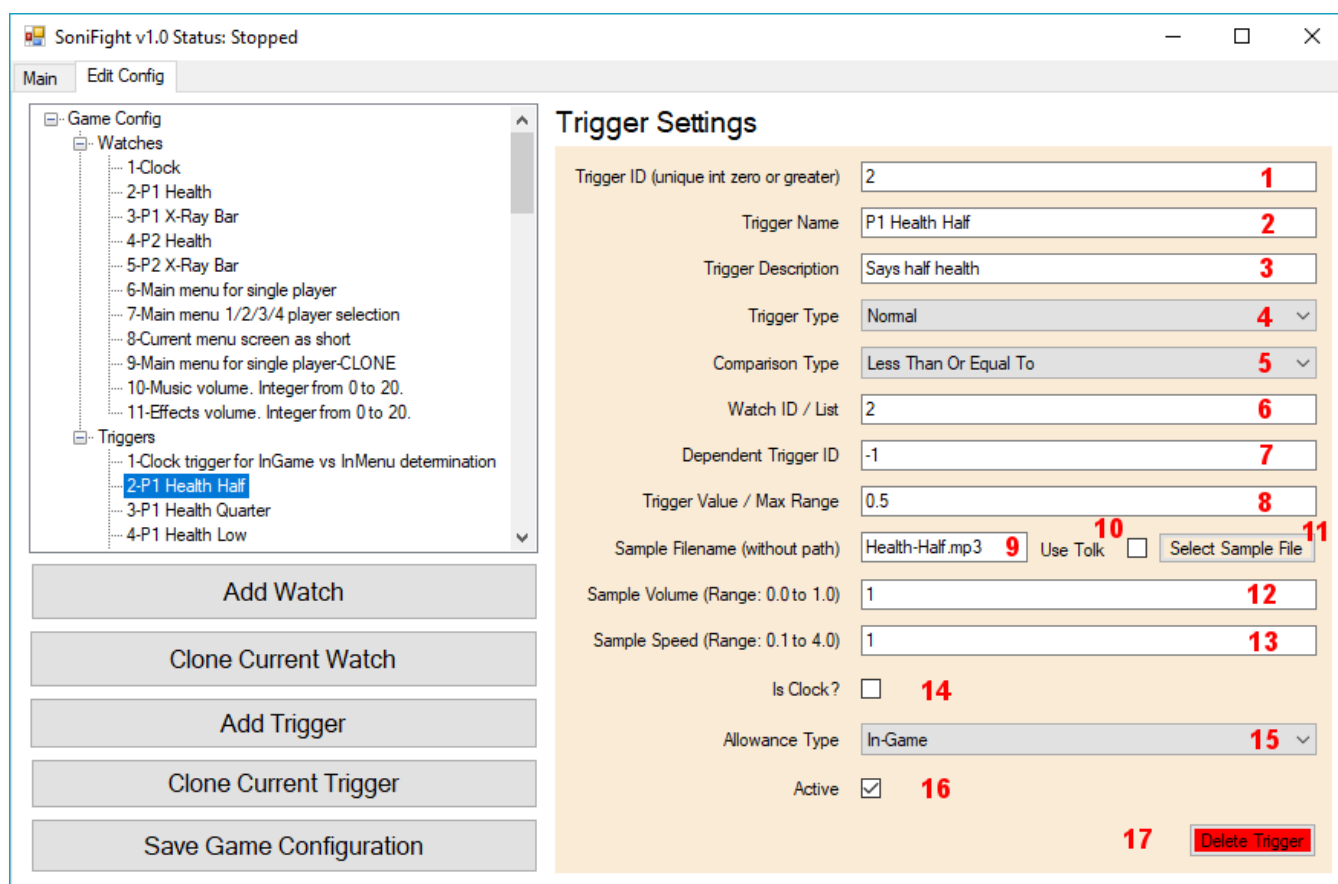 SoniFight v1.0 Status: Stopped
Main Edit Config
Game Config
Watches
1-Clock
2-P1 Health
3-P1 X-Ray Bar
4-P2 Health
5-P2 X-Ray Bar
6-Main menu for single player
7-Main menu 1/2/3/4 player selection
8-Current menu screen as short
9-Main menu for single player-CLONE
10-Music volume. Integer from 0 to 20.
11-Effects volume. Integer from 0 to 20.
Triggers
1-Clock trigger for InGame vs InMenu determination
2-P1 Health Half
3-P1 Health Quarter
4-P1 Health Low
Add Watch
Clone Current Watch
Add Trigger
Clone Current Trigger
Save Game Configuration
Trigger Settings
Trigger ID (unique int zero or greater) 2 1
Trigger Name P1 Health Half 2
Trigger Description Says half health 3
Trigger Type Normal 4
Comparison Type Less Than Or Equal To 5
Watch ID / List 2 6
Dependent Trigger ID -1 7
Trigger Value / Max Range 0.5 8
Sample Filename (without path) Health-Half.mp3 9 Use Tolk 10 Select Sample File 11
Sample Volume (Range: 0.0 to 1.0) 1 12
Sample Speed (Range: 0.1 to 4.0) 1 13
Is Clock? 14
Allowance Type In-Game 15
Active 16
17 Delete Trigger